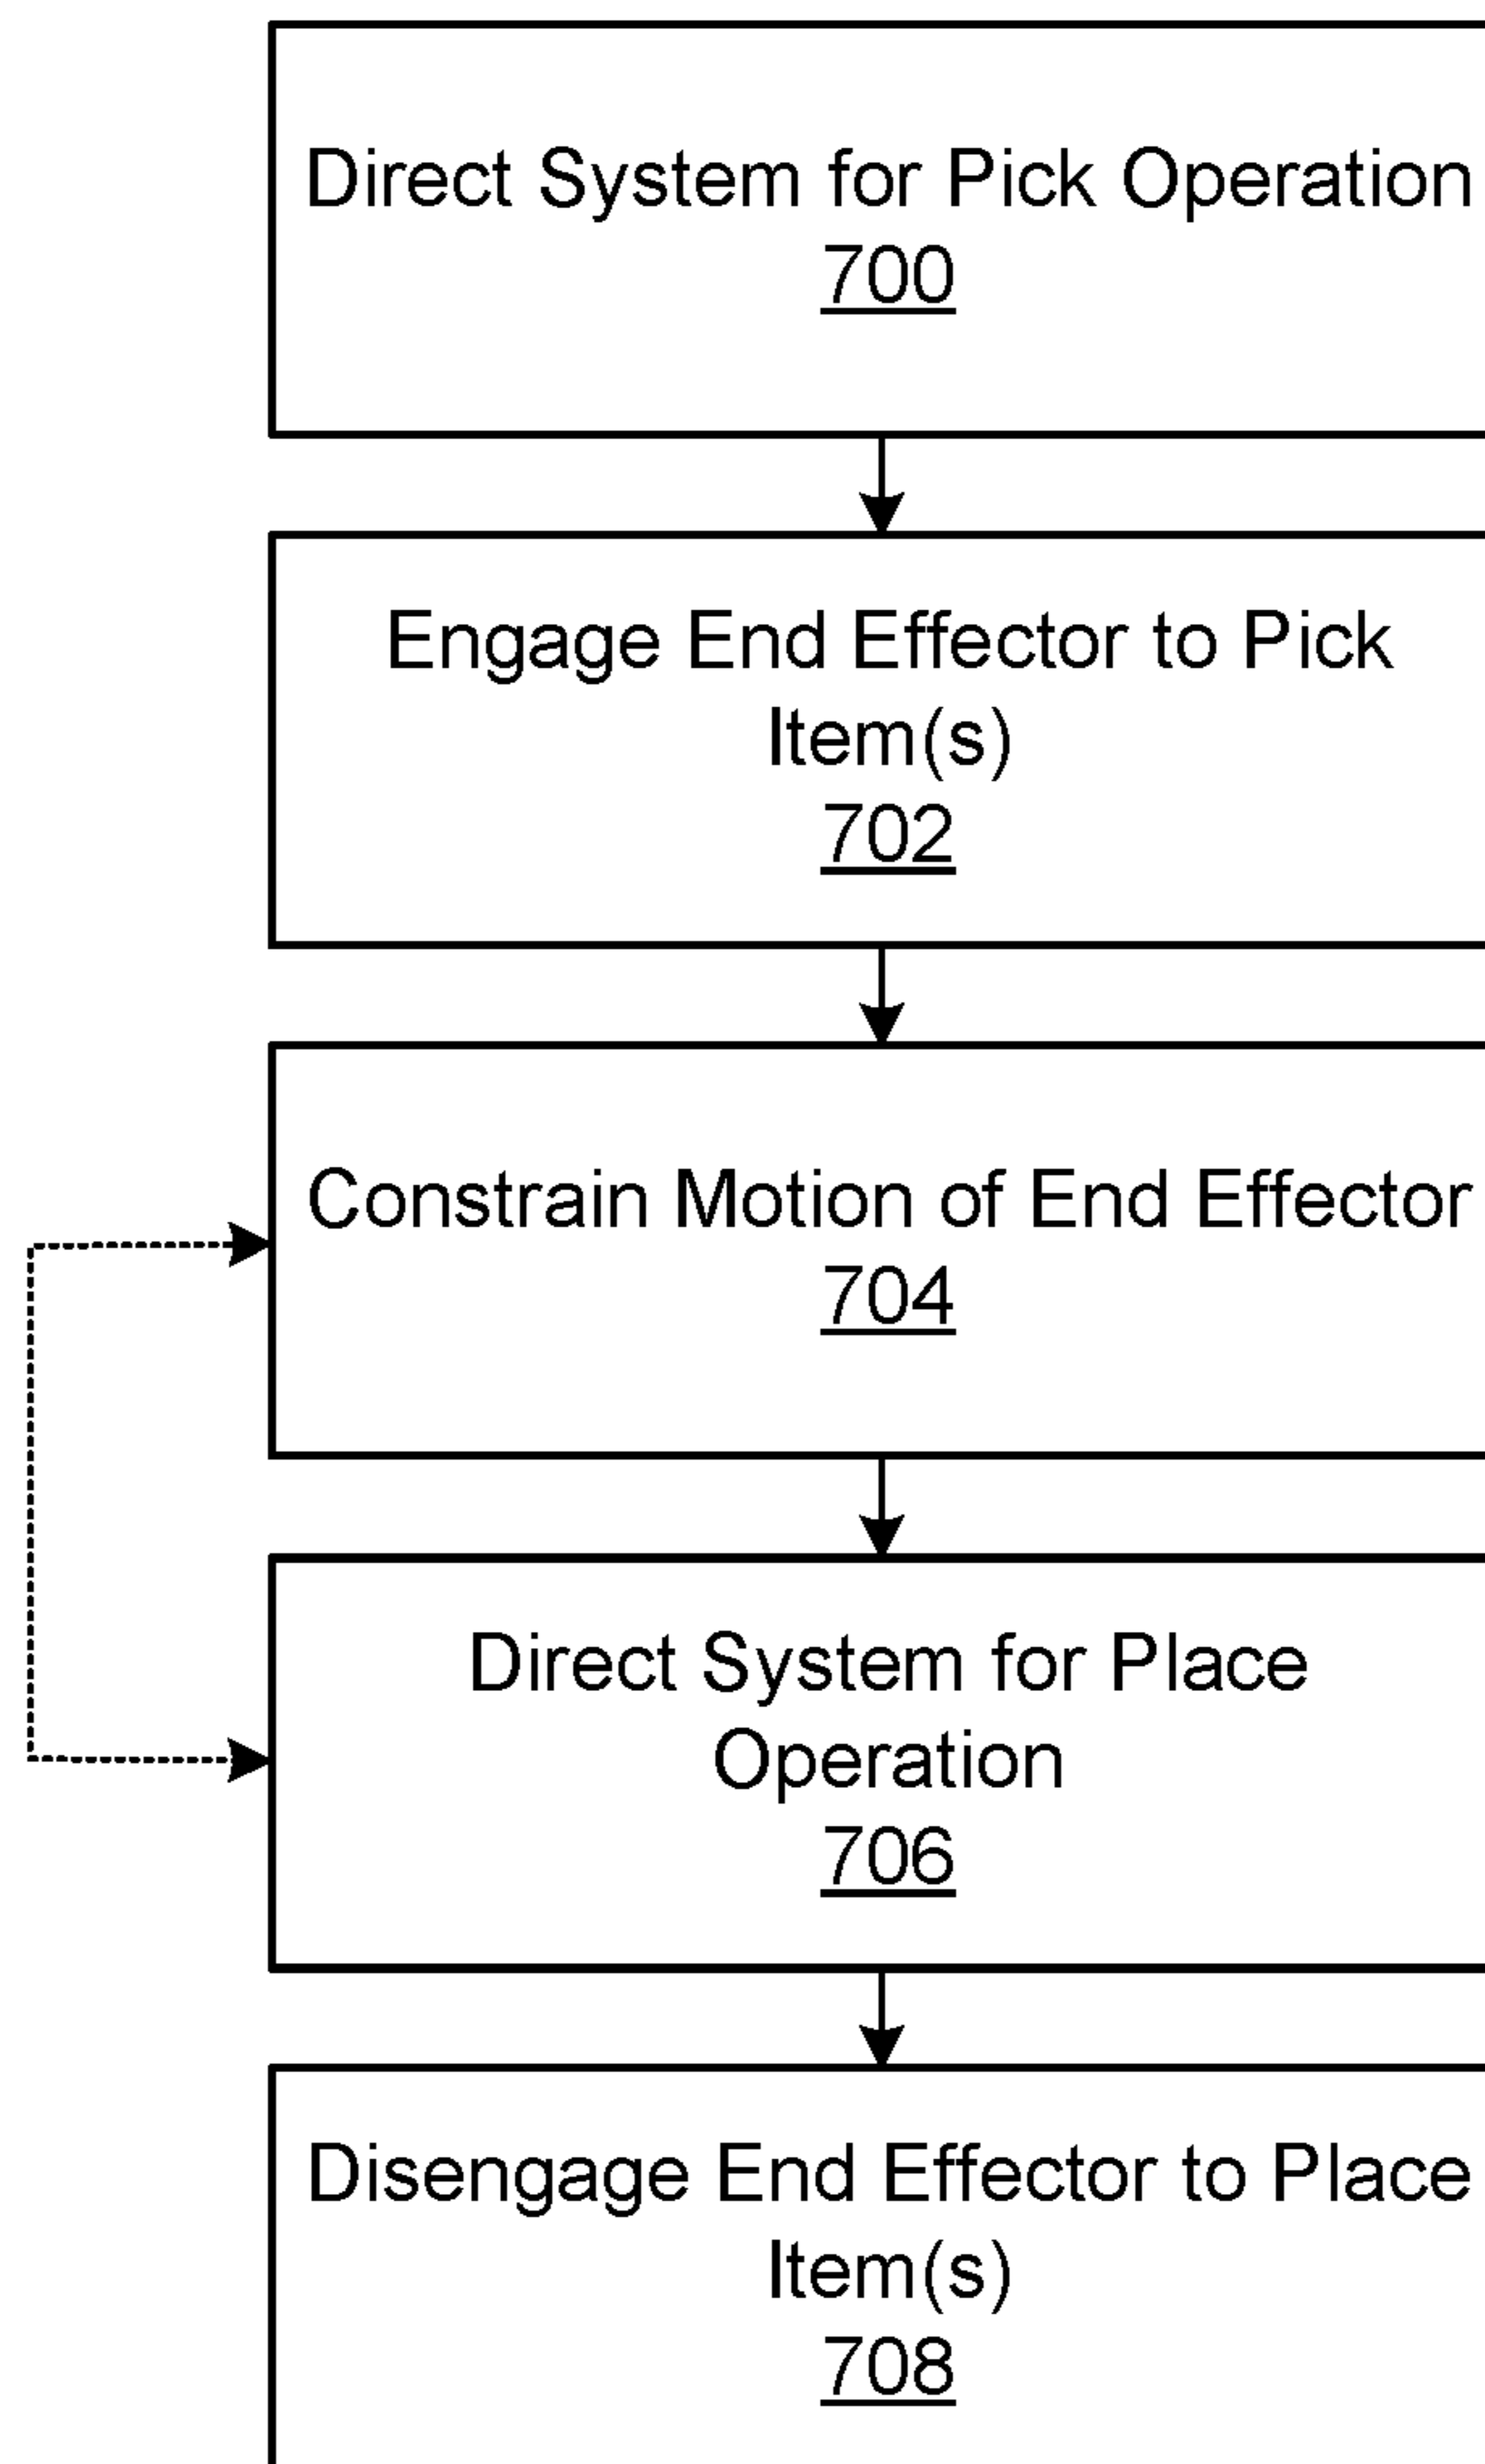 Direct System for Pick Operation
700
Engage End Effector to Pick
Item(s)
702
Constrain Motion of End Effector
704
Direct System for Place
Operation
706
Disengage End Effector to Place
Item(s)
708